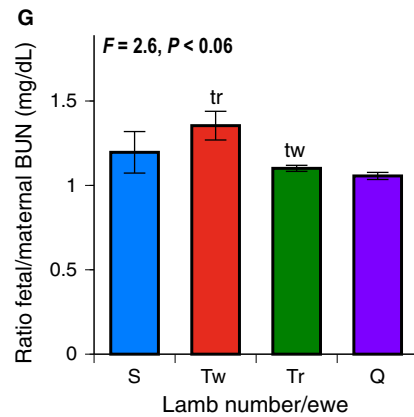 G
F = 2.6, P < 0.06
Ratio fetal/maternal BUN (mg/dL)
1.5
1
0.5
0
tr
tw
S Tw Tr Q
Lamb number/ewe